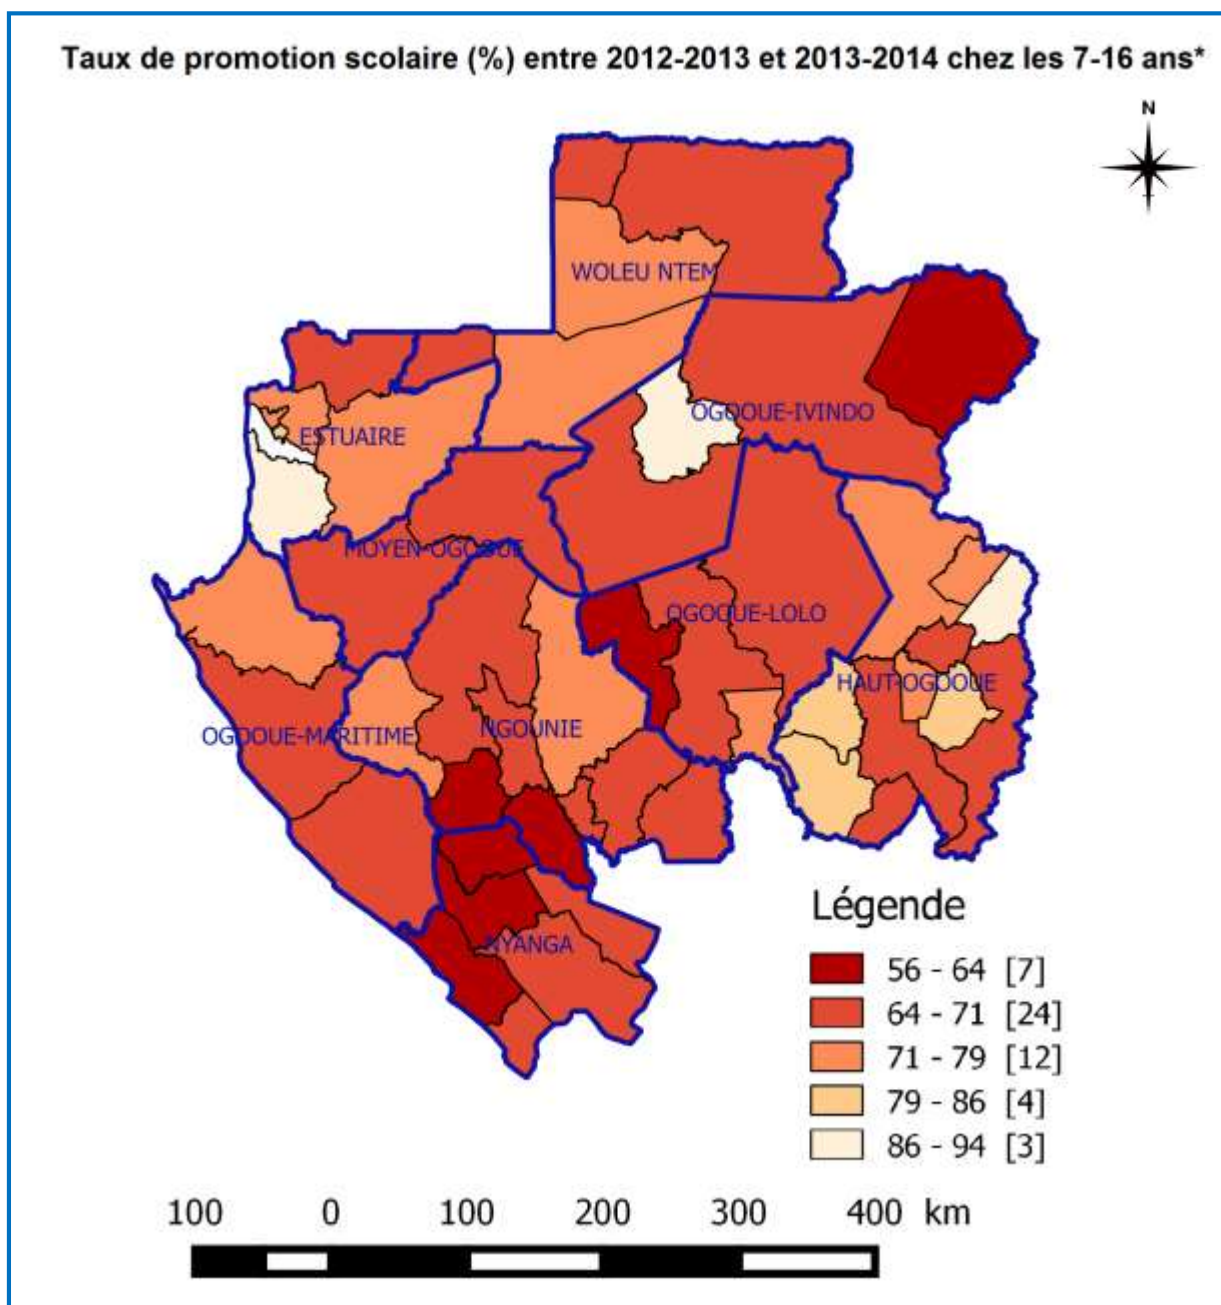 Taux de promotion scolaire (%) entre 2012-2013 et 2013-2014 chez les 7-16 ans*
N
WOLEU NTEM
OGOOUE-IVINDO
ESTUAIRE
MOYEN-OGOOUE
OGOOUE-LOLO
HAUT-OGOOUE
OGOOUE-MARITIME
NGOUNIE
NYANGA
Légende
56 - 64 [7]
64 - 71 [24]
71 - 79 [12]
79 - 86 [4]
86 - 94 [3]
100 0 100 200 300 400 km